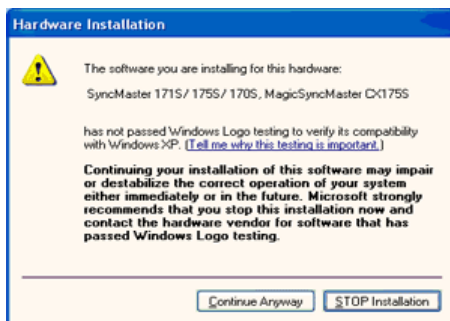 Hardware Installation
The software you are installing for this hardware:
SyncMaster 171S/ 175S/ 170S, MagicSyncMaster CX175S
has not passed Windows Logo testing to verify its compatibility
with Windows XP. (Tell me why this testing is important.)
Continuing your installation of this software may impair
or destabilize the correct operation of your system
either immediately or in the future. Microsoft strongly
recommends that you stop this installation now and
contact the hardware vendor for software that has
passed Windows Logo testing.
Continue Anyway
STOP Installation